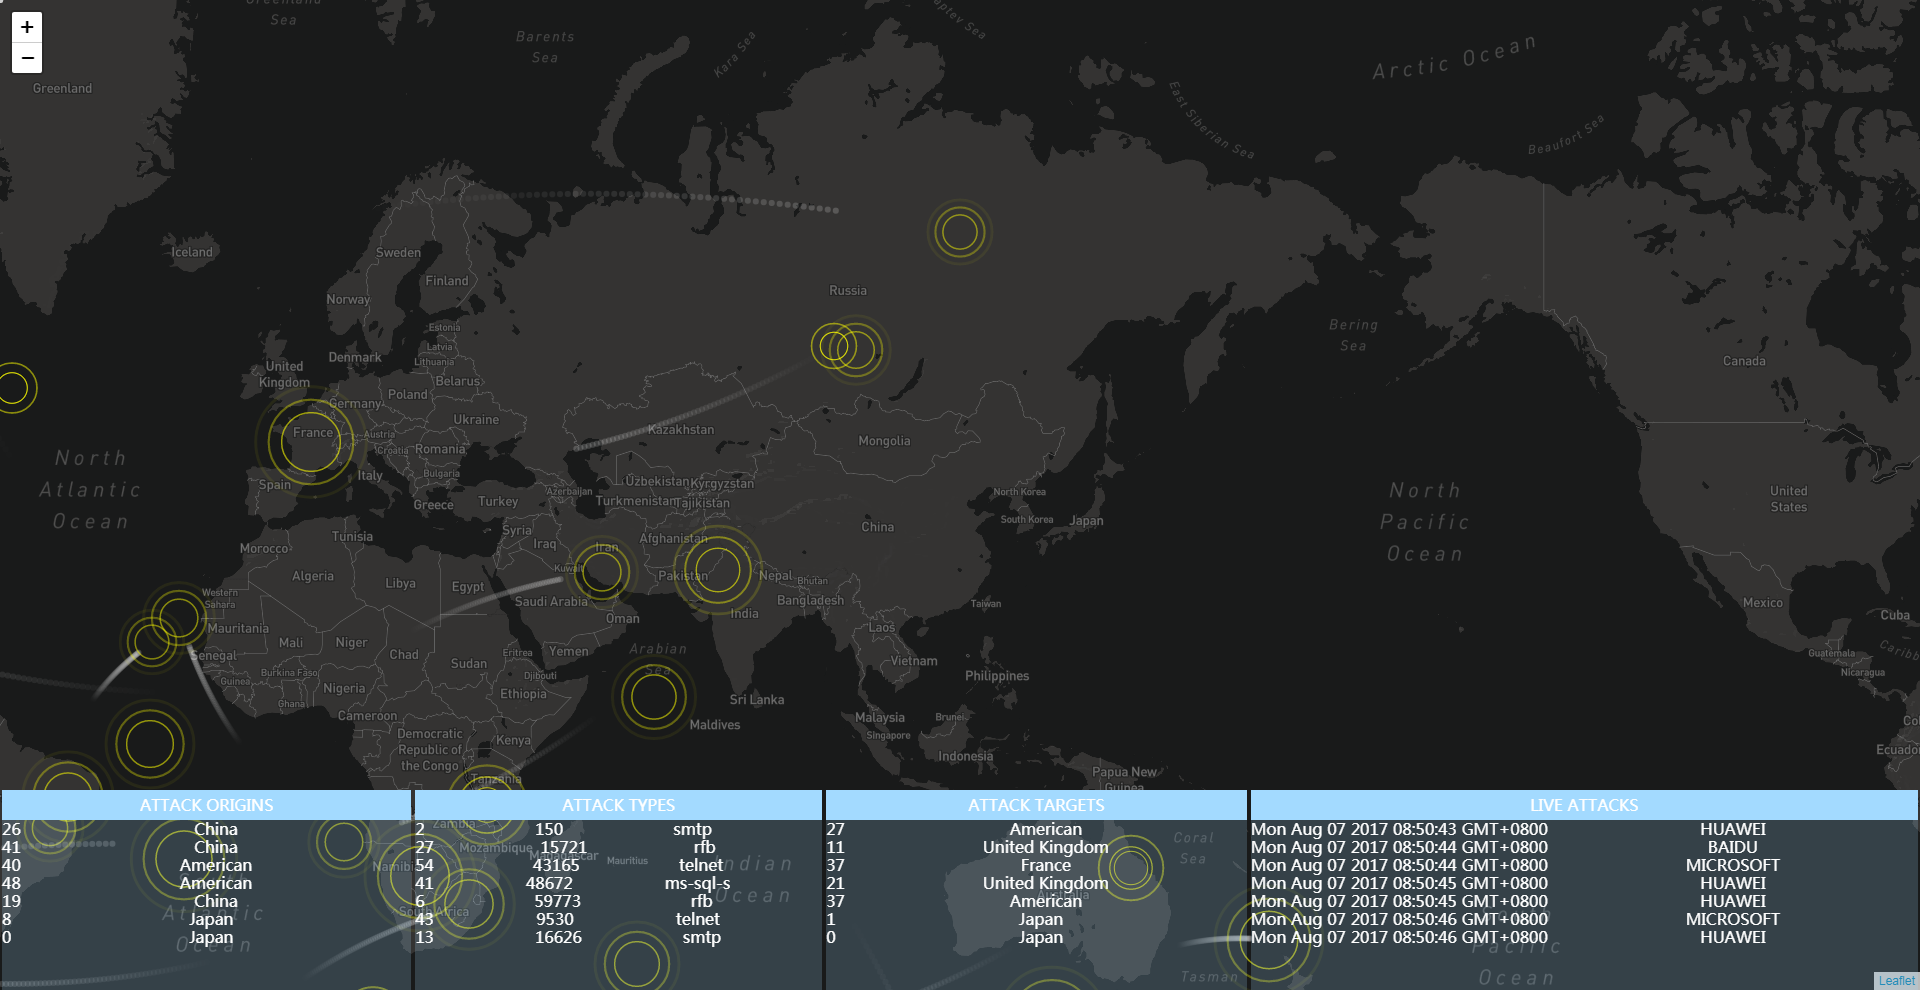 +
−
Greenland
Sea
Barents
Sea
Kara Sea
Laptev Sea
Arctic Ocean
East Siberian Sea
Beaufort Sea
Greenland
Iceland
Sweden
Finland
Norway
Russia
Estonia
Latvia
Lithuania
Denmark
United
Kingdom
Belarus
Poland
Germany
Ukraine
France
Austria
Croatia
Romania
Kazakhstan
Mongolia
Bering
Sea
Canada
North
Atlantic
Ocean
Italy
Bulgaria
Spain
Greece
Turkey
Azerbaijan
Uzbekistan
Kyrgyzstan
Turkmenistan
Tajikistan
North Korea
South Korea
Japan
China
North
Pacific
Ocean
United
States
Morocco
Tunisia
Syria
Iraq
Iran
Afghanistan
Kuwait
Pakistan
Nepal
Bhutan
Algeria
Libya
Egypt
Western
Sahara
Saudi Arabia
Bangladesh
Taiwan
India
Oman
Mexico
Cuba
Mauritania
Mali
Niger
Chad
Sudan
Eritrea
Yemen
Arabian
Sea
Laos
Vietnam
Philippines
Senegal
Guinea
Burkina Faso
Ghana
Nigeria
Djibouti
Ethiopia
Sri Lanka
Maldives
Guatemala
Nicaragua
Caribb
Cameroon
Democratic
Republic of
the Congo
Kenya
Tanzania
Malaysia
Singapore
Brunei
Indonesia
Papua New
Guinea
Co
Ecuador
ATTACK ORIGINS
26 China
41 China
40 American
48 American
19 China
8 Japan
0 Japan
ATTACK TYPES
2 150 smtp
27 15721 rfb
54 43165 telnet
41 48672 ms-sql-s
6 59773 rfb
43 9530 telnet
13 16626 smtp
ATTACK TARGETS
27 American
11 United Kingdom
37 France
21 United Kingdom
37 American
1 Japan
0 Japan
LIVE ATTACKS
Mon Aug 07 2017 08:50:43 GMT+0800 HUAWEI
Mon Aug 07 2017 08:50:44 GMT+0800 BAIDU
Mon Aug 07 2017 08:50:44 GMT+0800 MICROSOFT
Mon Aug 07 2017 08:50:45 GMT+0800 HUAWEI
Mon Aug 07 2017 08:50:45 GMT+0800 HUAWEI
Mon Aug 07 2017 08:50:46 GMT+0800 MICROSOFT
Mon Aug 07 2017 08:50:46 GMT+0800 HUAWEI
Zambia
Mozambique
Madagascar
Mauritius
Namibia
South Africa
Atlantic
Ocean
Indian
Ocean
Australia
Coral
Sea
Tasman
Pacific
Ocean
Leaflet